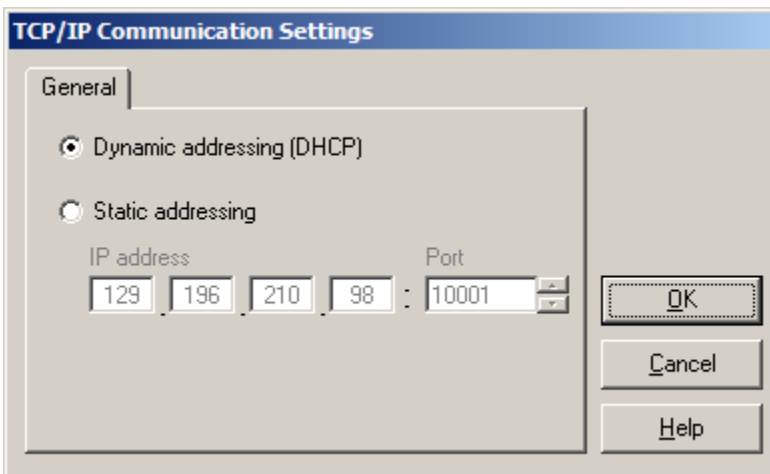 TCP/IP Communication Settings
General
Dynamic addressing (DHCP)
Static addressing
IP address Port
129 . 196 . 210 . 98 : 10001
OK
Cancel
Help